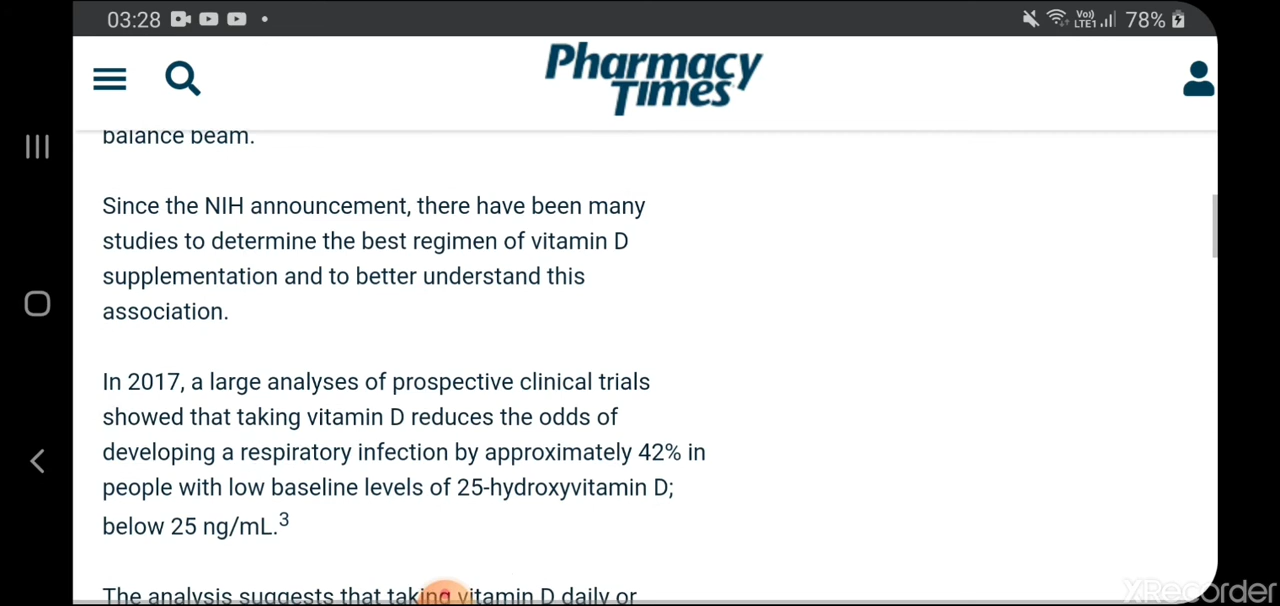 03:28
Vo)) LTE1 78%
Pharmacy
Times
balance beam.
Since the NIH announcement, there have been many
studies to determine the best regimen of vitamin D
supplementation and to better understand this
association.
In 2017, a large analyses of prospective clinical trials
showed that taking vitamin D reduces the odds of
developing a respiratory infection by approximately 42% in
people with low baseline levels of 25-hydroxyvitamin D;
below 25 ng/mL.3
The analysis suggests that taking vitamin D daily or
XRecorder